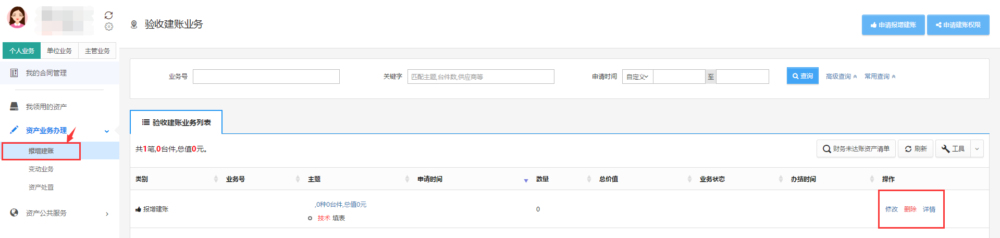 验收建账业务
申请报增建账
申请建账权限
个人业务 单位业务 主管业务
我的合同管理
我领用的资产
资产业务办理
报增建账
变动业务
资产处置
资产公共服务
业务号 关键字 匹配主题,台件数,供应商等 申请时间 自定义 至 查询 高级查询 常用查询
验收建账业务列表
共1笔,0台件,总值0元。
财务未达账资产清单 刷新 工具
类别 业务号 主题 申请时间 数量 总价值 业务状态 办结时间 操作
,0种0台件,总值0元
报增建账 0 修改 删除 详情
技术 填表